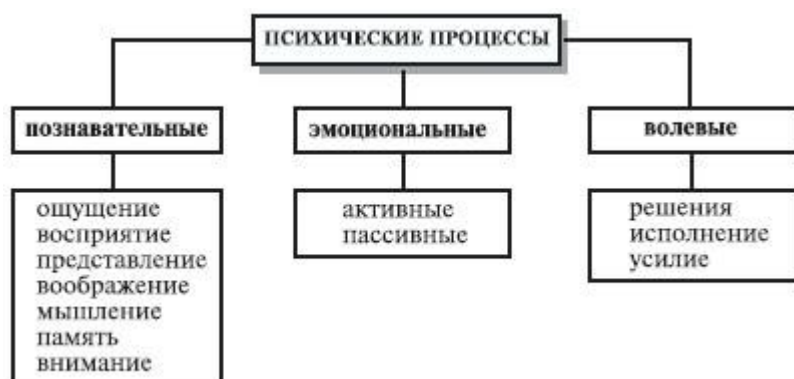 ПСИХИЧЕСКИЕ ПРОЦЕССЫ
познавательные
эмоциональные
волевые
ощущение
восприятие
представление
воображение
мышление
память
внимание
активные
пассивные
решения
исполнение
усилие